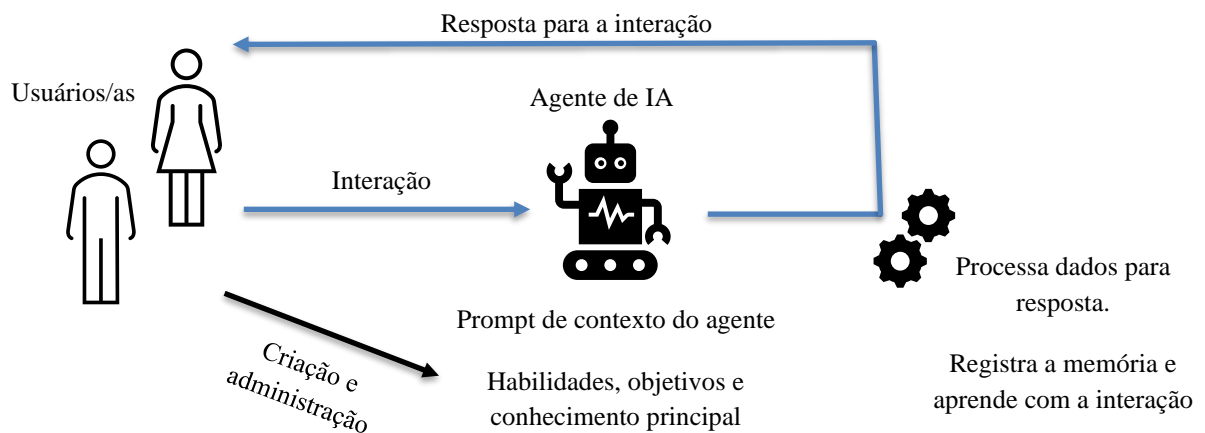 Resposta para a interação
Usuários/as
Agente de IA
Interação
Processa dados para
resposta.
Prompt de contexto do agente
Criação e
administração
Habilidades, objetivos e
conhecimento principal
Registra a memória e
aprende com a interação